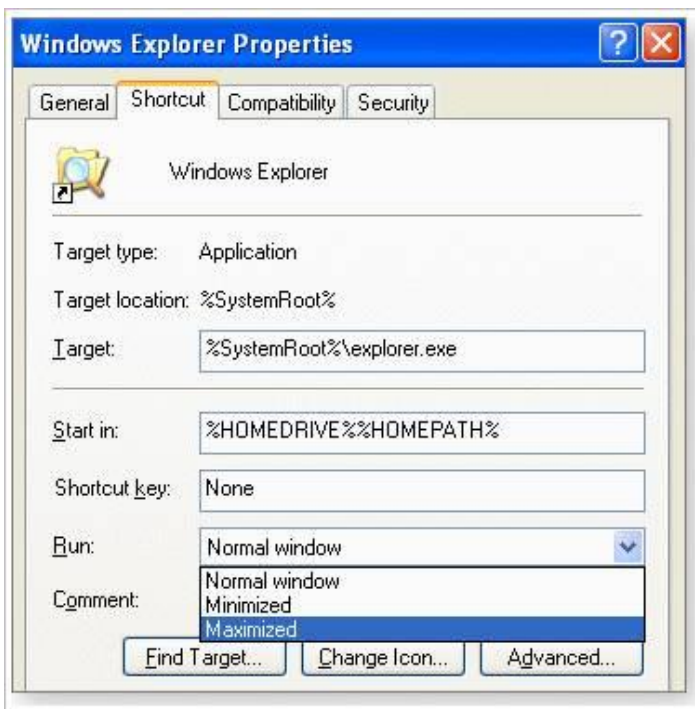 Windows Explorer Properties
General Shortcut Compatibility Security
Windows Explorer
Target type: Application
Target location: %SystemRoot%
Target: %SystemRoot%\explorer.exe
Start in: %HOMEDRIVE%%HOMEPATH%
Shortcut key: None
Run: Normal window
Normal window
Comment: Minimized
Maximized
Find Target... Change Icon... Advanced...